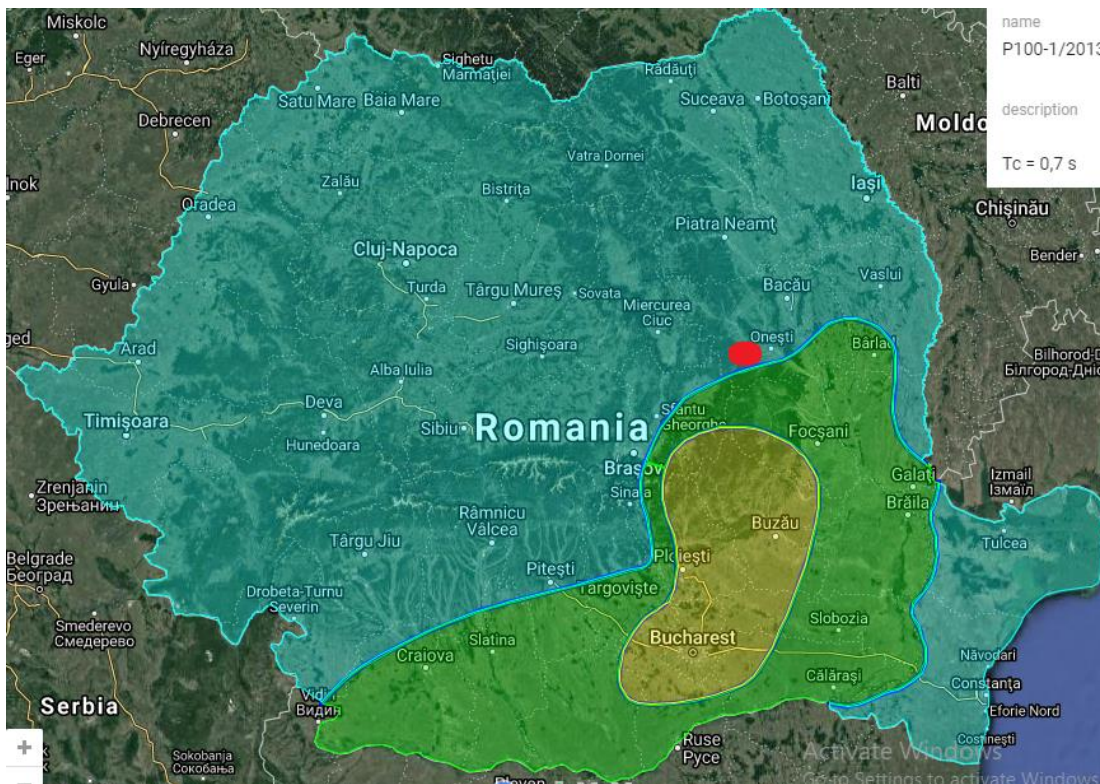 Miskolc
name
P100-1/2013
Eger
Nyíregyháza
Sighetu
Marmației
Rădăuți
Balti
Satu Mare
Baia Mare
Suceava
Botoșani
description
Debrecen
Moldo
Vatra Dornei
Tc = 0,7 s
Zalău
Bistrița
Iași
Oradea
Chișinău
Piatra Neamț
Cluj-Napoca
Bender
Gyula
Turda
Târgu Mureș
Sovata
Bacău
Vaslui
Miercurea
Ciuc
Arad
Sighișoara
Onești
Bârlad
Bilhorod-D
Білгород-Дніс
Alba Iulia
Deva
Timișoara
Hunedoara
Sibiu
Romania
Sfântu
Gheorghe
Focșani
Brașov
Galați
Izmail
Ізмаїл
Zrenjanin
Зрењанин
Sinaia
Brăila
Râmnicu
Vâlcea
Buzău
Târgu Jiu
Tulcea
Belgrade
Београд
Pitești
Ploiești
Târgoviște
Drobeta-Turnu
Severin
Smederevo
Смедерево
Slatina
Bucharest
Slobozia
Craiova
Năvodari
Călărași
Constanța
Vidin
Видин
Serbia
Eforie Nord
Costinești
Ruse
Русе
Sokobanja
Сокобања
Activate Windows
Go to Settings to activate Windows
Pleven